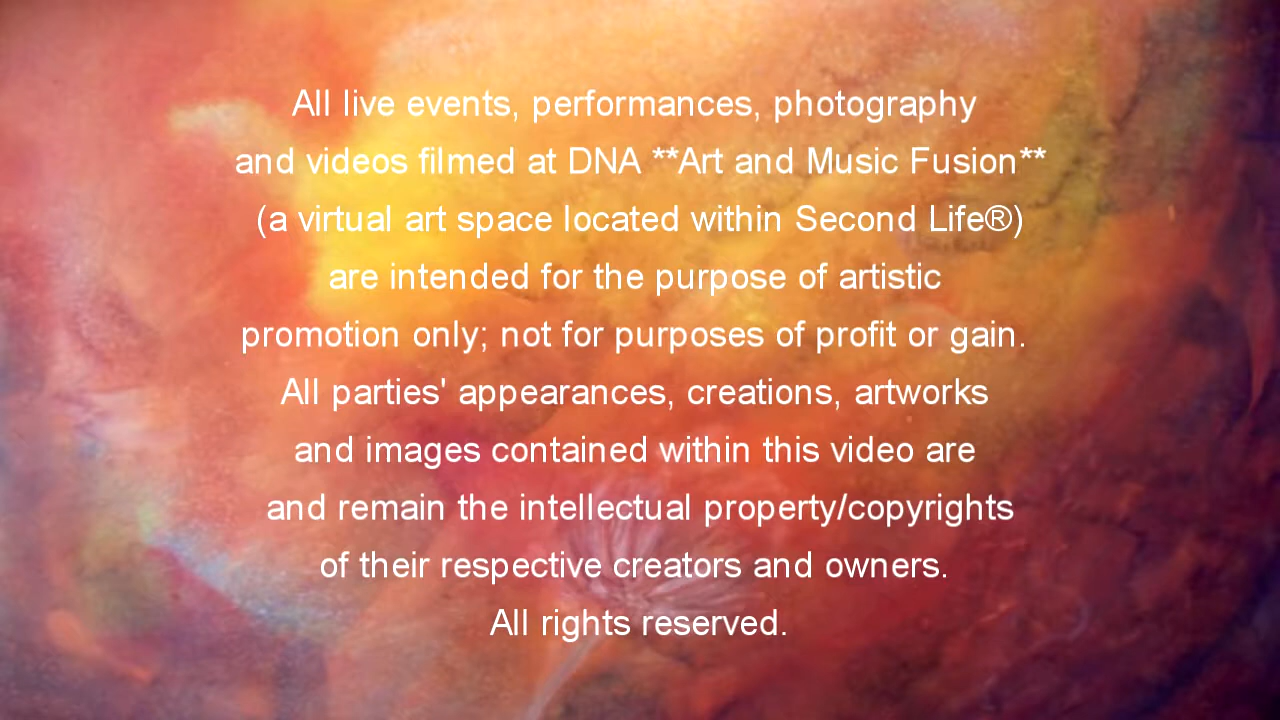 All live events, performances, photography
and videos filmed at DNA **Art and Music Fusion**
(a virtual art space located within Second Life®)
are intended for the purpose of artistic
promotion only; not for purposes of profit or gain.
All parties' appearances, creations, artworks
and images contained within this video are
and remain the intellectual property/copyrights
of their respective creators and owners.
All rights reserved.